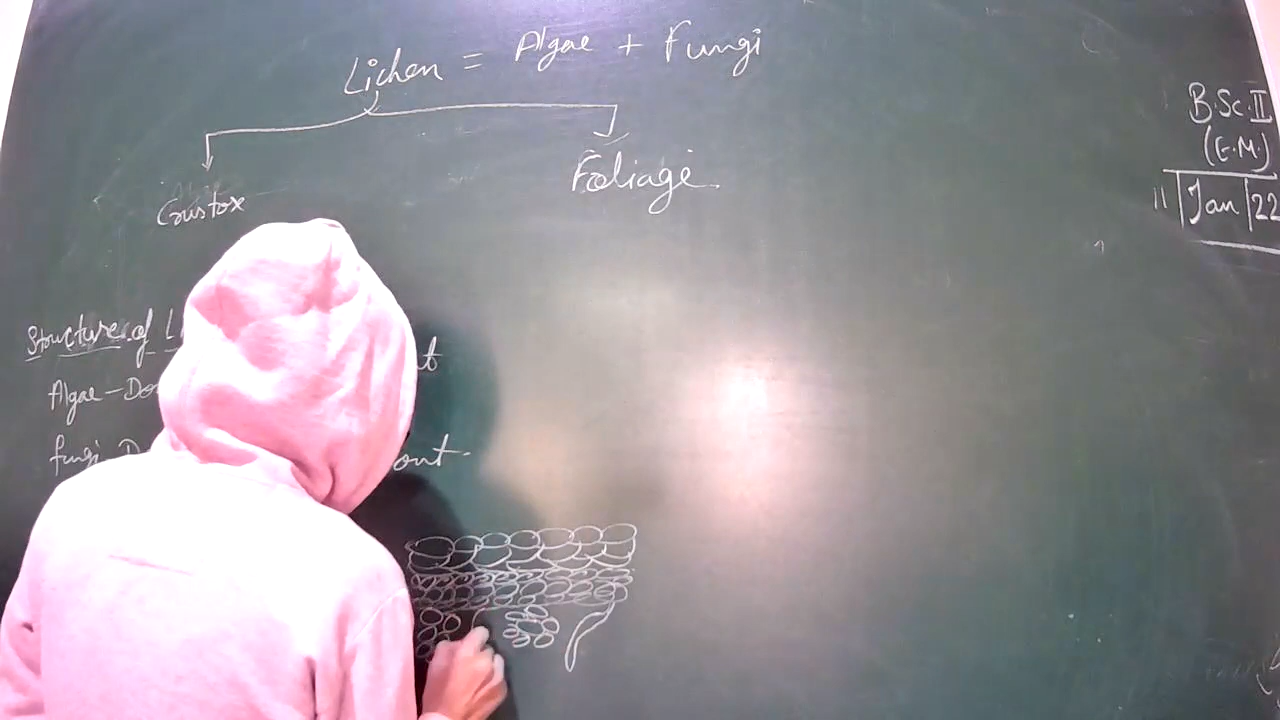 Lichen = Algae + Fungi
Crustox
Foliage.
B.Sc.II
(E.M.)
11 Jan 22
Structure of
Algae -
fungi